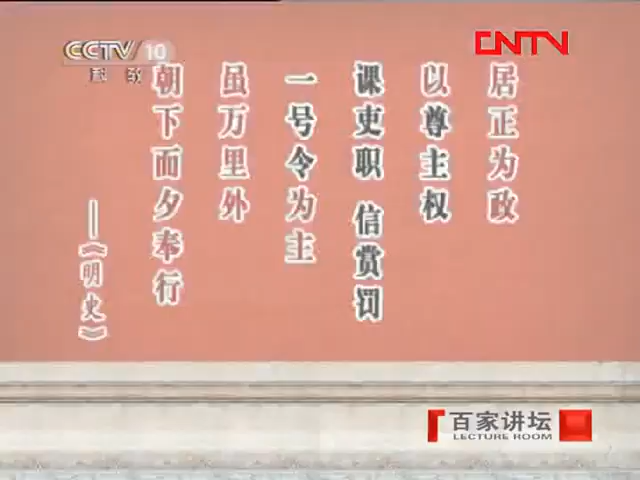 CCTV 10
科教
CNTV
居正为政
以尊主权
课吏职 信赏罚
一号令为主
虽万里外
朝下而夕奉行
—《明史》
百家讲坛
LECTURE ROOM